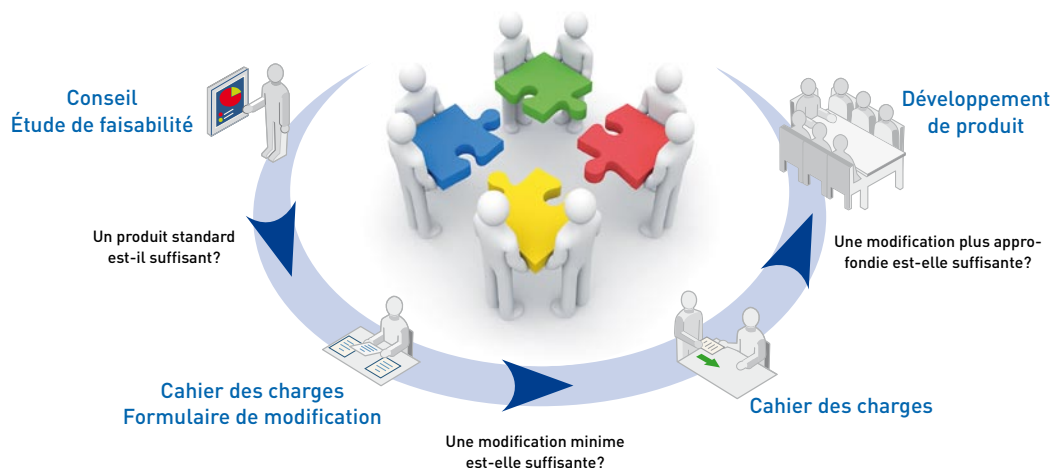 Conseil
Étude de faisabilité
Un produit standard
est-il suffisant?
Cahier des charges
Formulaire de modification
Une modification minime
est-elle suffisante?
Cahier des charges
Une modification plus appro-
fondie est-elle suffisante?
Développement
de produit